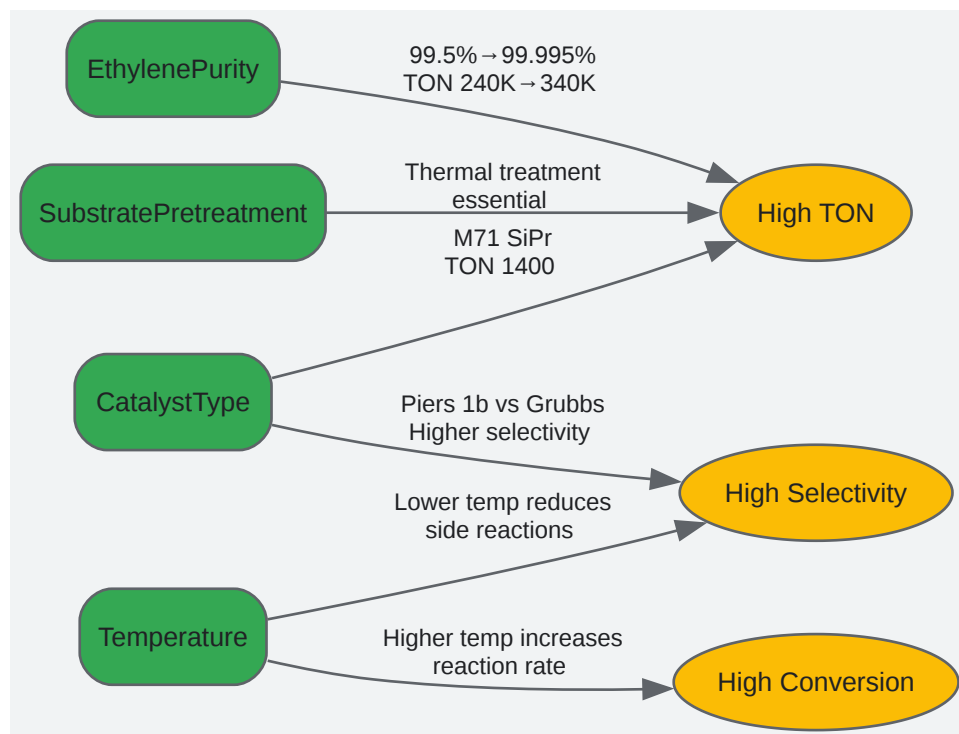 EthylenePurity
99.5%→99.995%
TON 240K→340K
SubstratePretreatment
Thermal treatment
essential
High TON
M71 SiPr
TON 1400
CatalystType
Piers 1b vs Grubbs
Higher selectivity
High Selectivity
Lower temp reduces
side reactions
Temperature
Higher temp increases
reaction rate
High Conversion